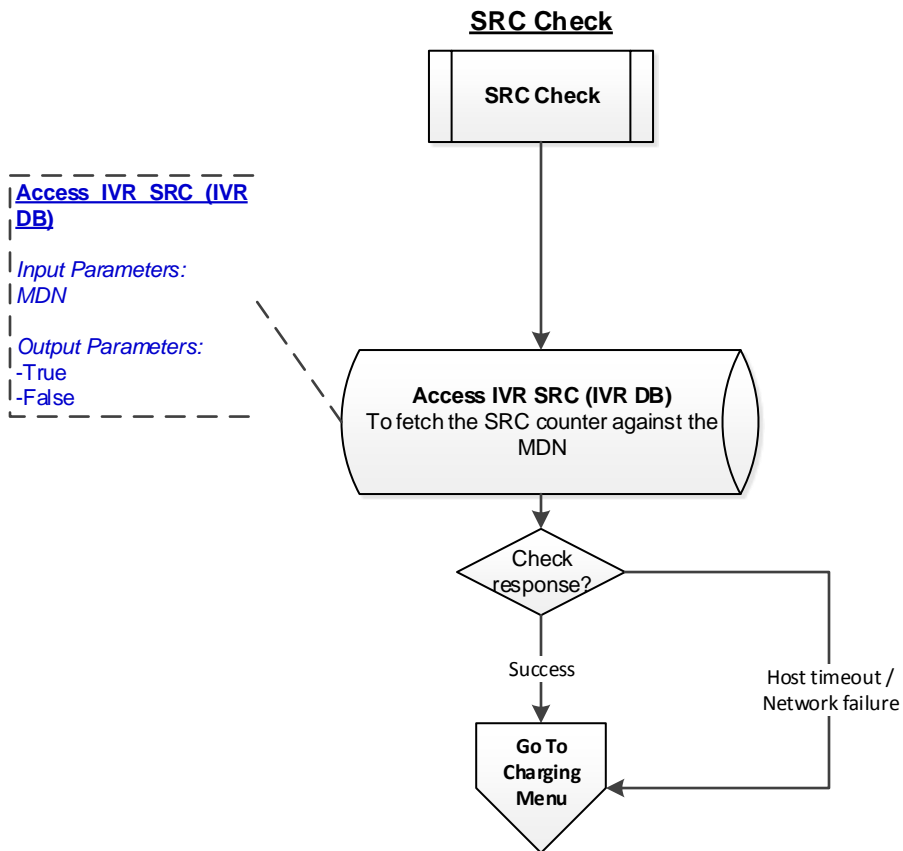 SRC Check
SRC Check
Access IVR SRC (IVR
DB)
Input Parameters:
MDN
Output Parameters:
-True
-False
Access IVR SRC (IVR DB)
To fetch the SRC counter against the
MDN
Check
response?
Success
Host timeout /
Network failure
Go To
Charging
Menu